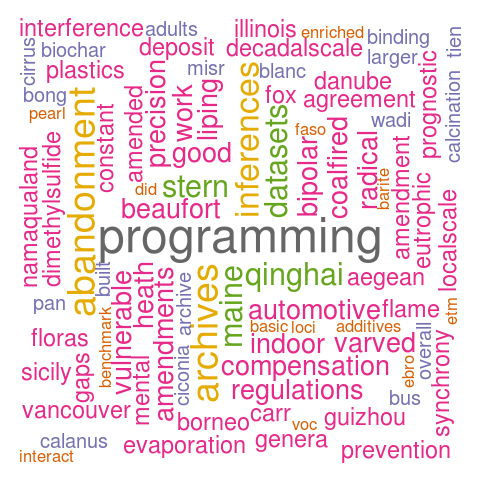 interference
adults
illinois
enriched
binding
tien
cirrus
biochar
deposit
decadalscale
larger
plastics
misr
blanc
bong
pearl
amended
precision
work
liping
inferences
fox
danube
agreement
prognostic
calcination
abandonment
constant
good
datasets
faso
bipolar
coalfired
radical
wadi
namaqualand
dimethylsulfide
did
stern
barite
amendment
eutrophic
beaufort
programming
localscale
built
vulnerable
heath
qinghai
aegean
pan
benchmark
amendments
archive
archives
maine
automotive
flame
etm
floras
basic
loci
additives
overall
synchrony
sicily
gaps
mental
ciconia
indoor
varved
compensation
ebro
vancouver
regulations
bus
borneo
carr
voc
guizhou
calanus
evaporation
genera
prevention
interact